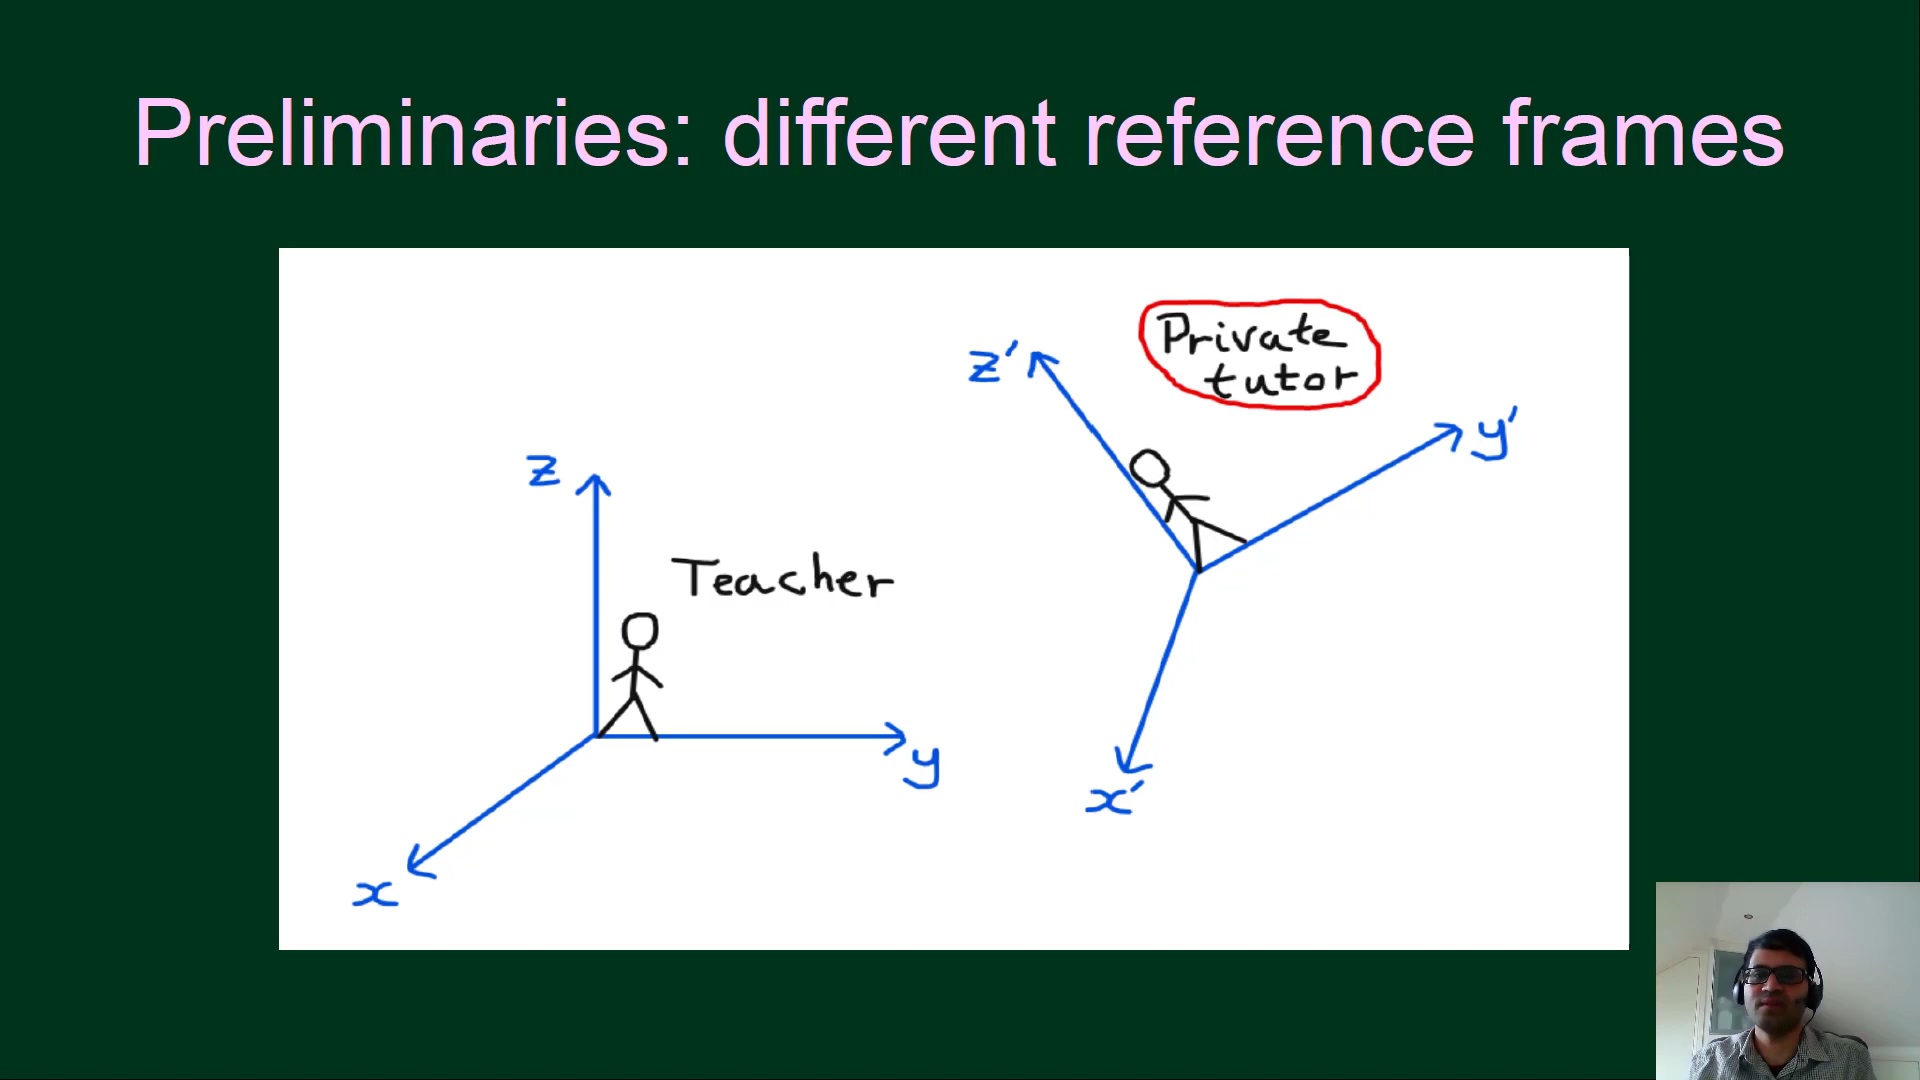 Preliminaries: different reference frames
Private
tutor
z'
y'
z
Teacher
y
x'
x